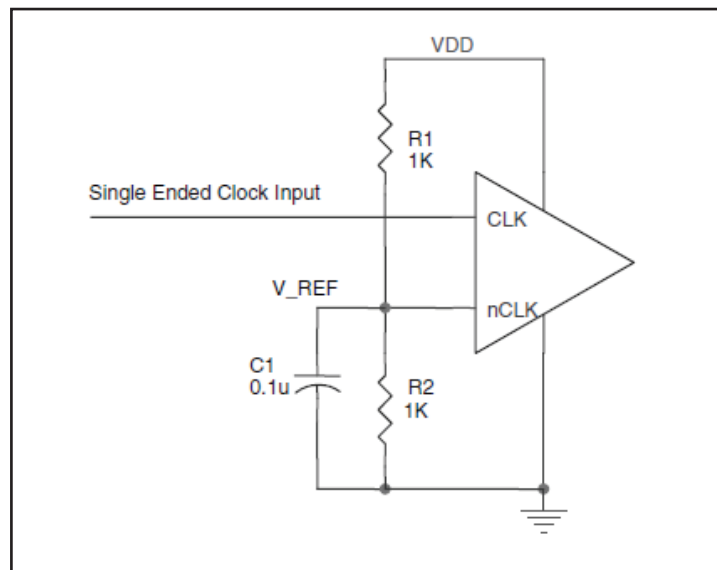 VDD
R1
1K
Single Ended Clock Input
CLK
V_REF
nCLK
C1
0.1u
R2
1K